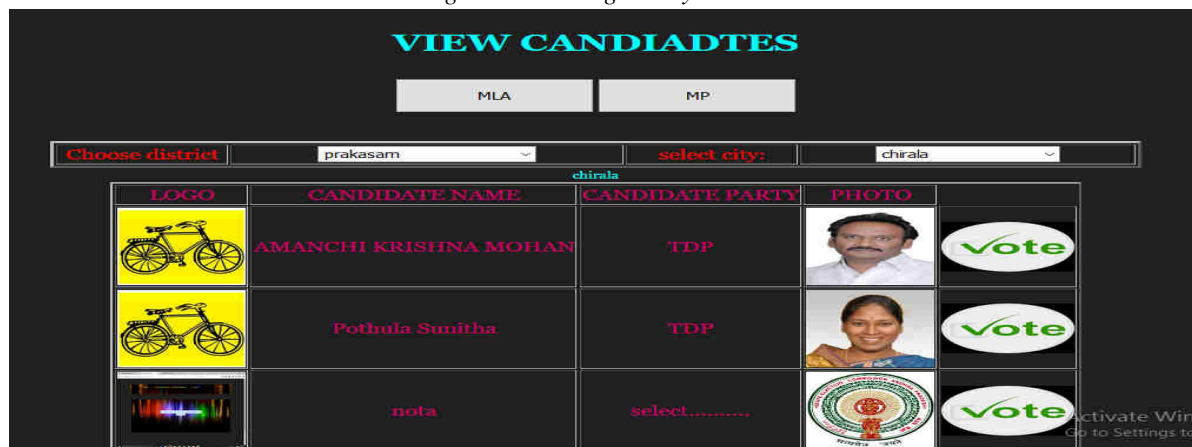 VIEW CANDIADTES
MLA MP
Choose district prakasam select city: chirala
chirala
LOGO CANDIDATE NAME CANDIDATE PARTY PHOTO
AMANCHI KRISHNA MOHAN TDP vote
Pothula Sunitha TDP vote
nota select.......... vote
Activate Win
Go to Settings to